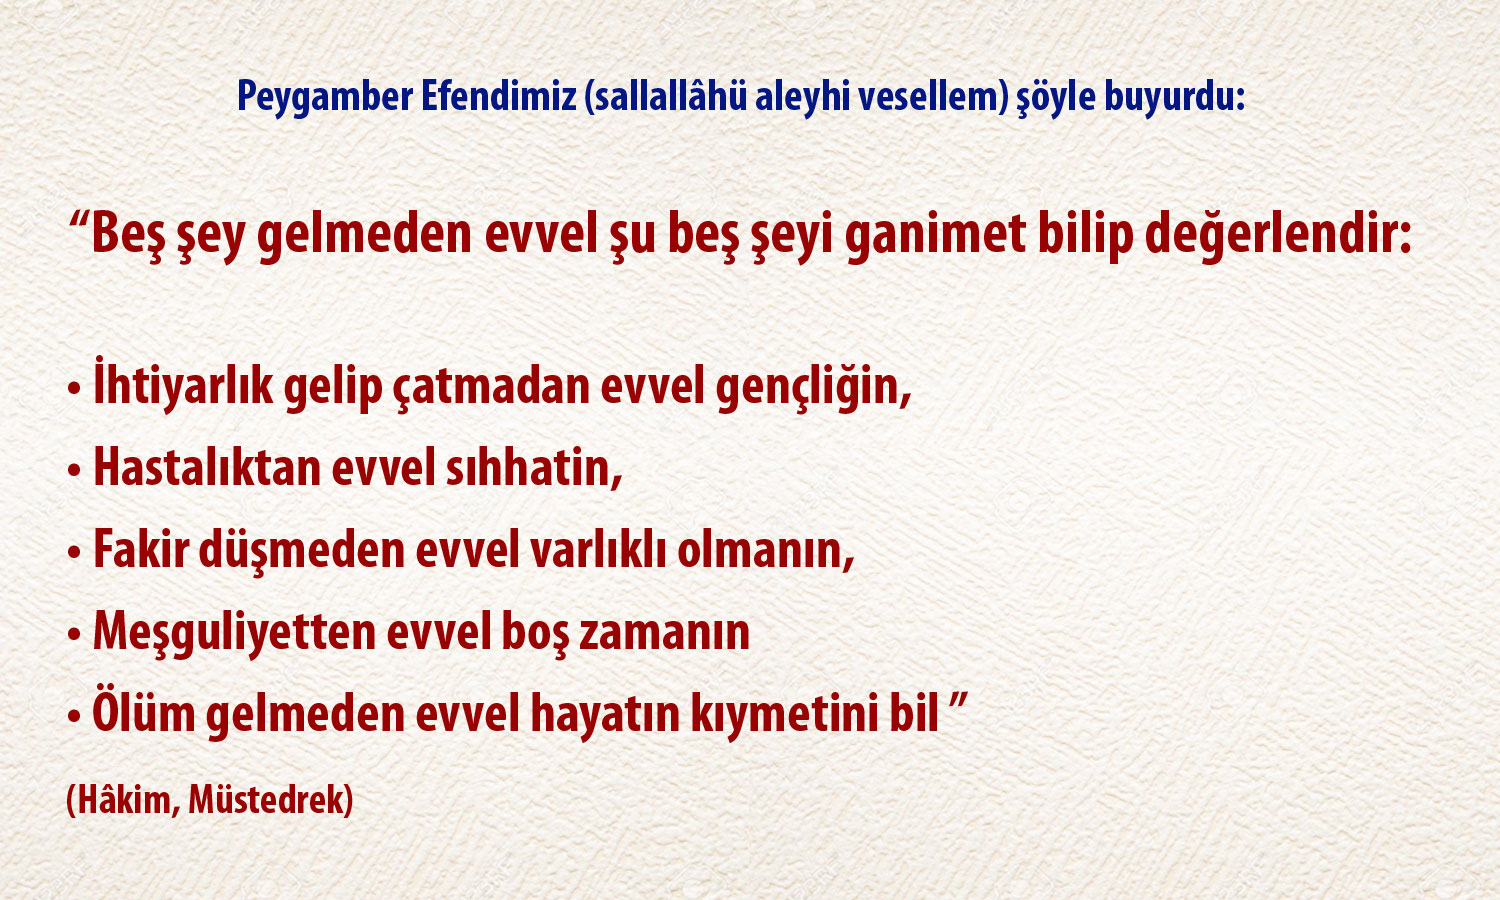 Peygamber Efendimiz (sallallâhü aleyhi vesellem) şöyle buyurdu:
“Beş şey gelmeden evvel şu beş şeyi ganimet bilip değerlendir:
• İhtiyarlık gelip çatmadan evvel gençliğin,
• Hastalıktan evvel sıhhatin,
• Fakir düşmeden evvel varlıklı olmanın,
• Meşguliyetten evvel boş zamanın
• Ölüm gelmeden evvel hayatın kıymetini bil ”
(Hâkim, Müstedrek)